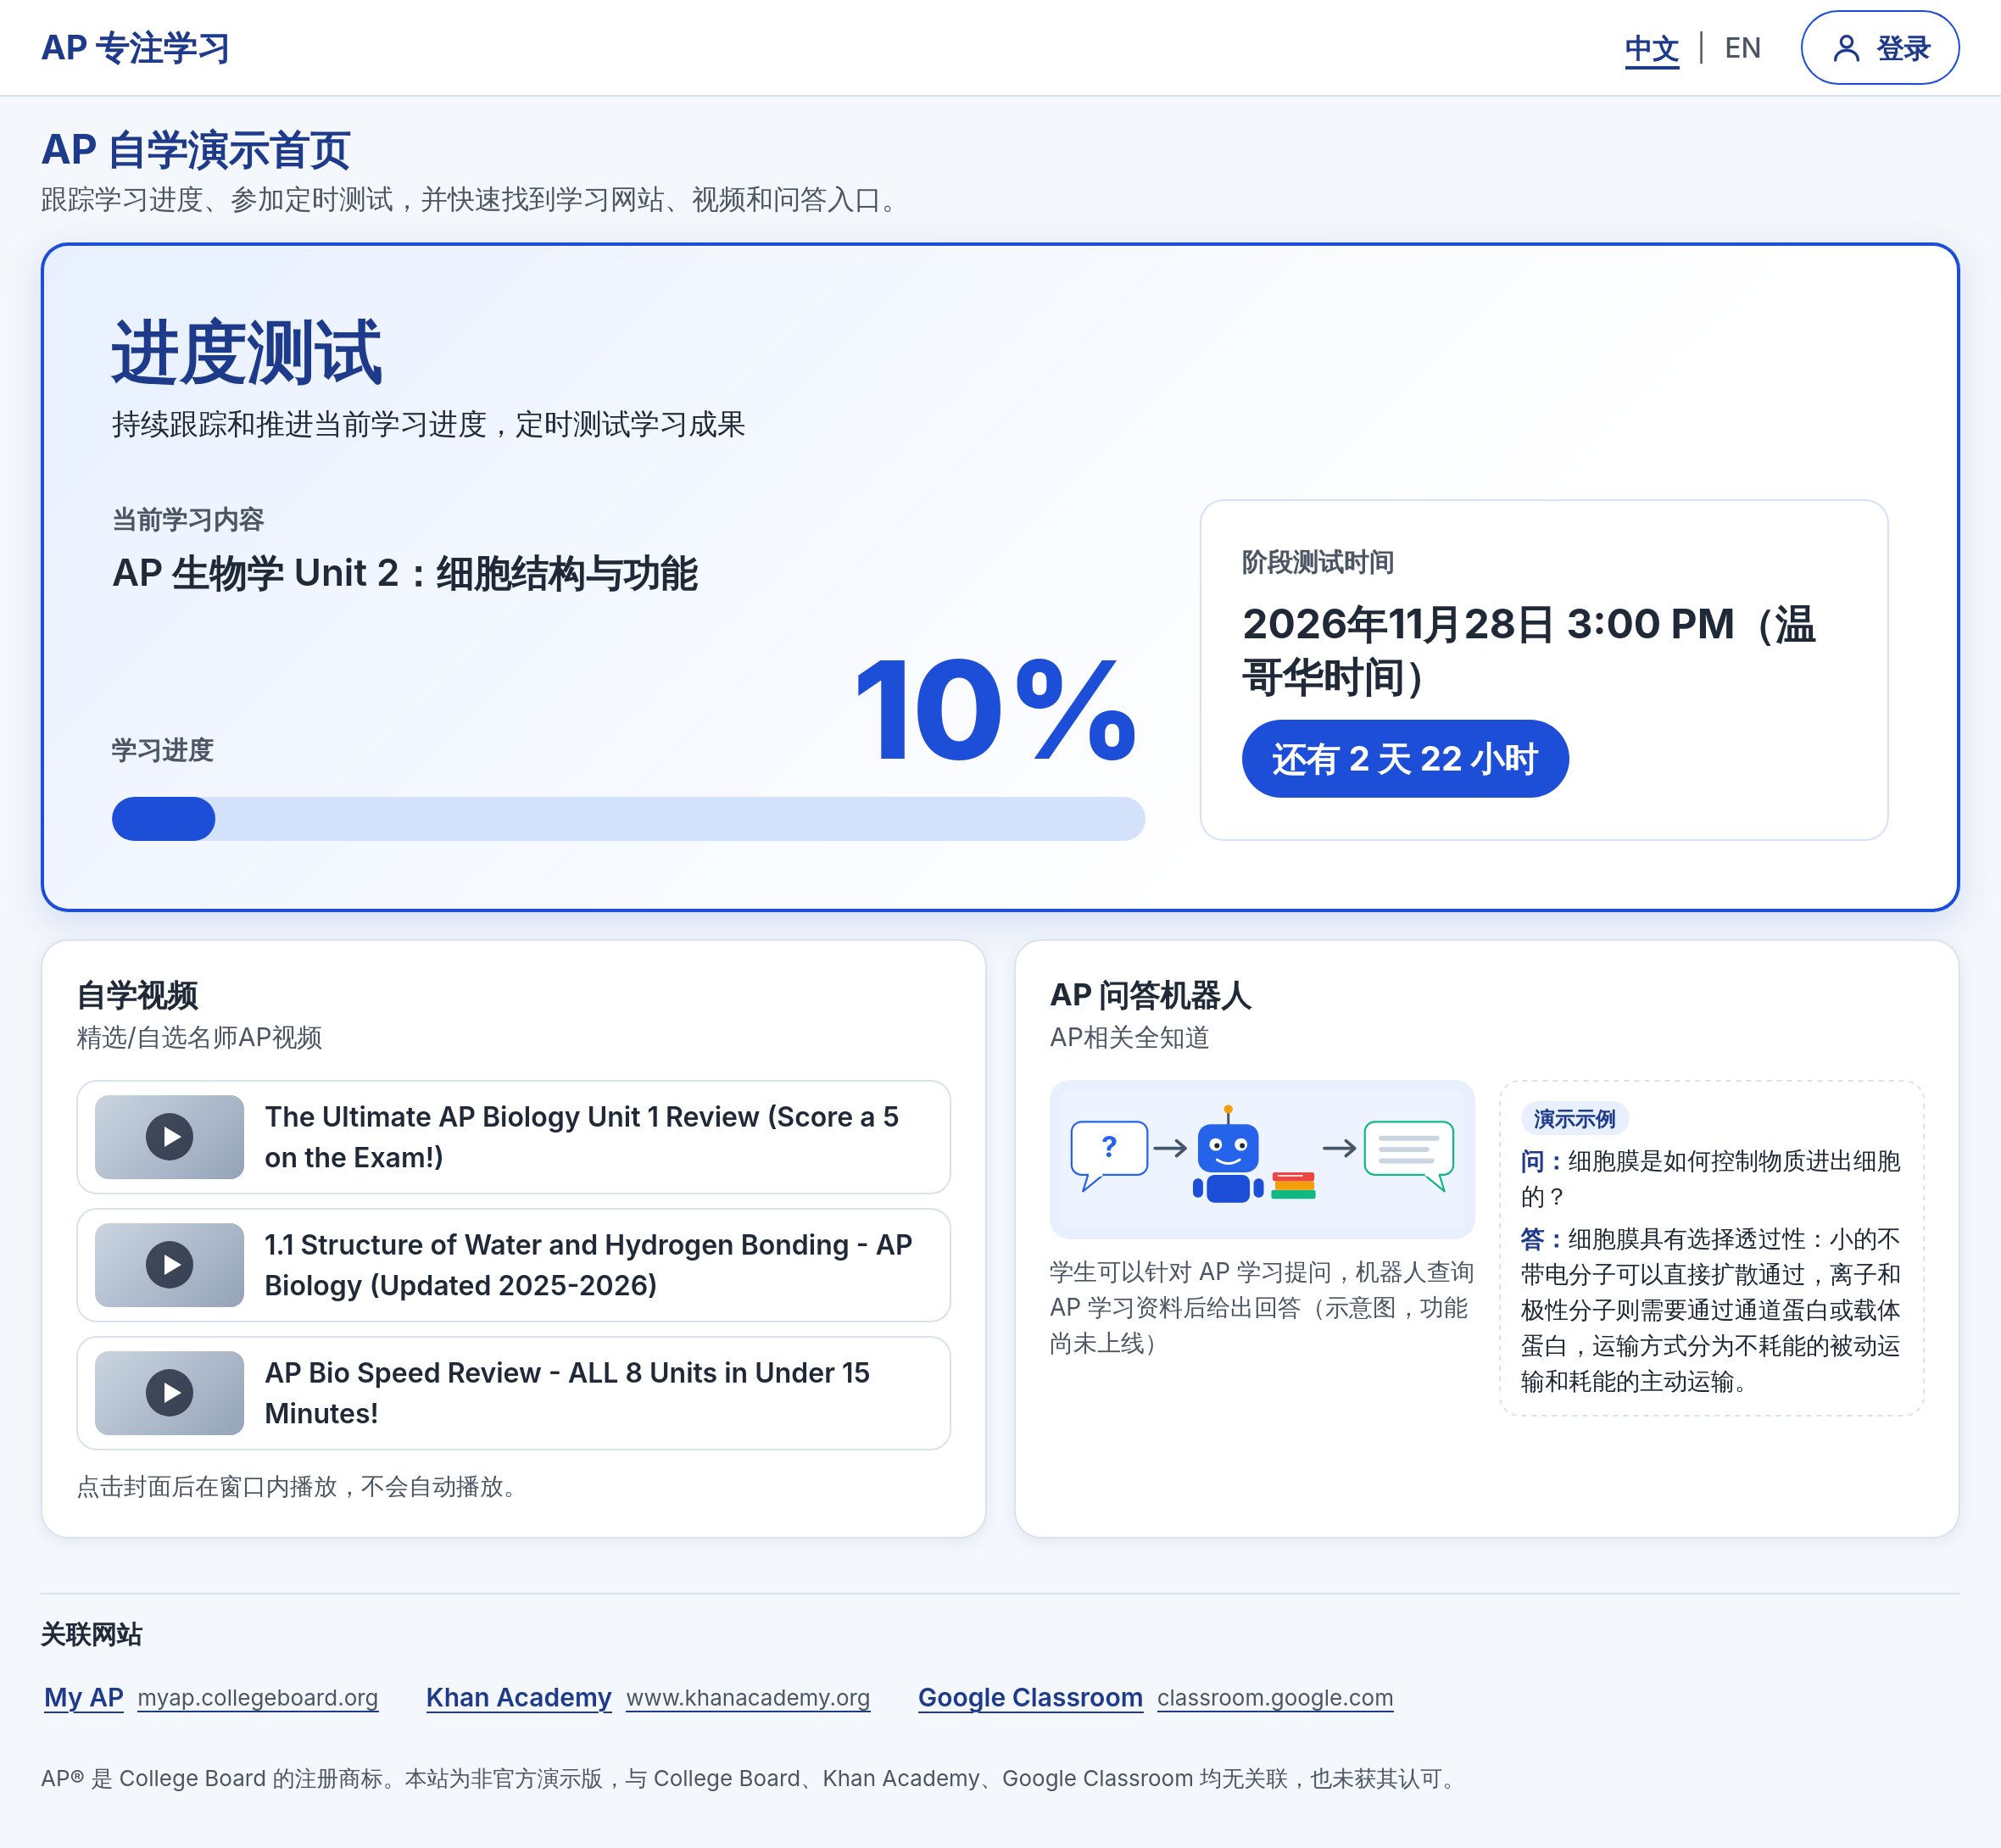 AP 专注学习
中文 | EN
登录
AP 自学演示首页
跟踪学习进度、参加定时测试，并快速找到学习网站、视频和问答入口。
进度测试
持续跟踪和推进当前学习进度，定时测试学习成果
当前学习内容
AP 生物学 Unit 2：细胞结构与功能
学习进度
10%
阶段测试时间
2026年11月28日 3:00 PM（温
哥华时间）
还有 2 天 22 小时
自学视频
精选/自选名师AP视频
The Ultimate AP Biology Unit 1 Review (Score a 5
on the Exam!)
1.1 Structure of Water and Hydrogen Bonding - AP
Biology (Updated 2025-2026)
AP Bio Speed Review - ALL 8 Units in Under 15
Minutes!
点击封面后在窗口内播放，不会自动播放。
AP 问答机器人
AP相关全知道
?
学生可以针对 AP 学习提问，机器人查询
AP 学习资料后给出回答（示意图，功能
尚未上线）
演示示例
问：细胞膜是如何控制物质进出细胞
的？
答：细胞膜具有选择透过性：小的不
带电分子可以直接扩散通过，离子和
极性分子则需要通过通道蛋白或载体
蛋白，运输方式分为不耗能的被动运
输和耗能的主动运输。
关联网站
My AP myap.collegeboard.org
Khan Academy www.khanacademy.org
Google Classroom classroom.google.com
AP® 是 College Board 的注册商标。本站为非官方演示版，与 College Board、Khan Academy、Google Classroom 均无关联，也未获其认可。